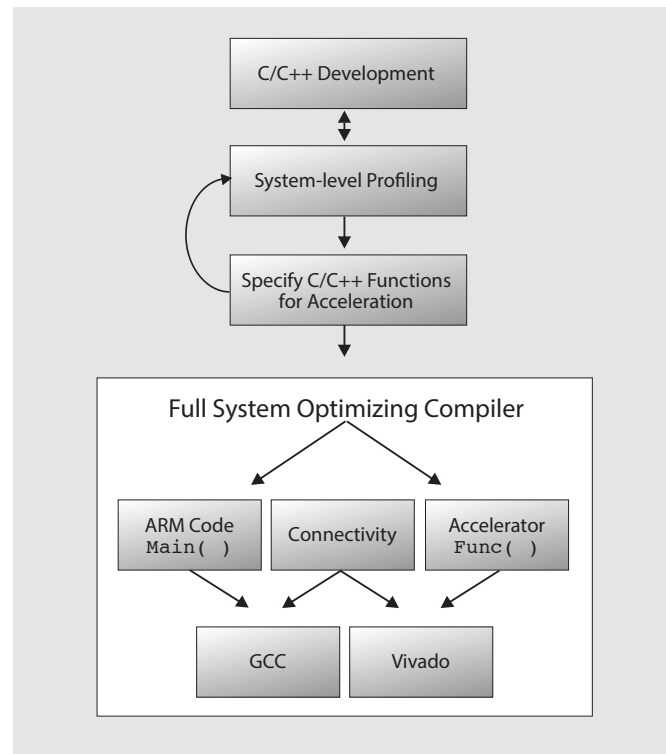 C/C++ Development
System-level Profiling
Specify C/C++ Functions
for Acceleration
Full System Optimizing Compiler
ARM Code
Main( )
Connectivity
Accelerator
Func( )
GCC
Vivado